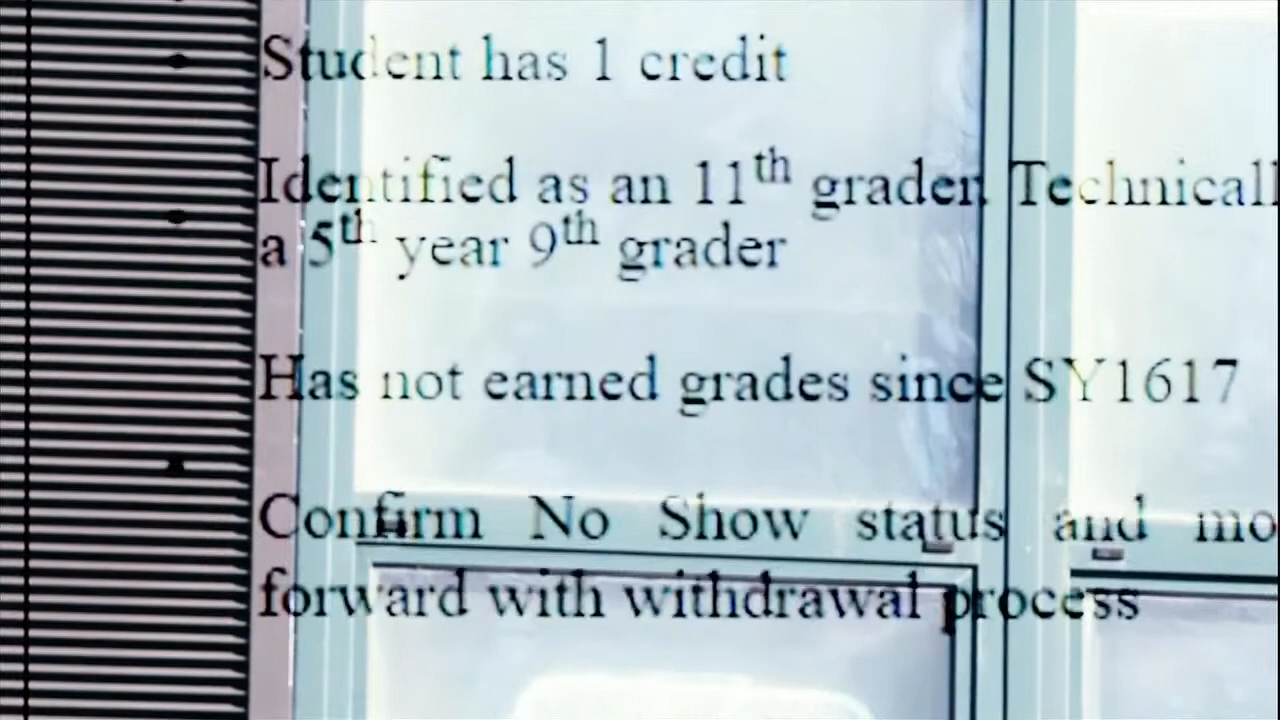 Student has 1 credit
Identified as an 11th grader. Technicall
a 5th year 9th grader
Has not earned grades since SY1617
Confirm No Show status and mo
forward with withdrawal process